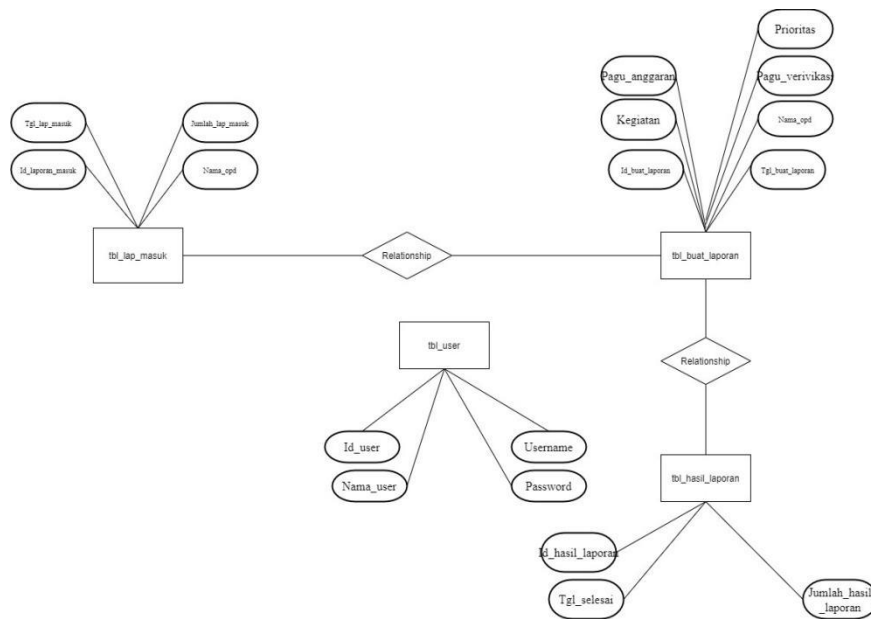 Prioritas
Pagu_anggaran
Pagu_verivikasi
Tgl_lap_masuk
Jumlah_lap_masuk
Kegiatan
Nama_opd
Id_laporan_masuk
Nama_opd
Id_buat_laporan
Tgl_buat_laporan
tbl_lap_masuk
Relationship
tbl_buat_laporan
tbl_user
Relationship
Id_user
Username
Nama_user
Password
tbl_hasil_laporan
Id_hasil_laporan
Tgl_selesai
Jumlah_hasil
_laporan